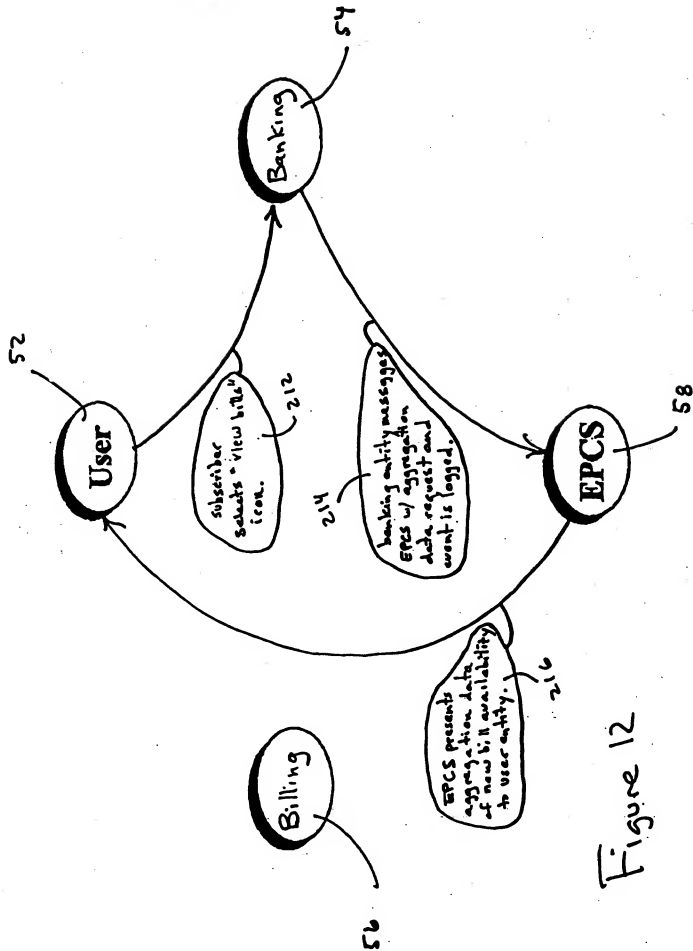 52
User
54
Banking
subscriber
selects "view bills"
icon.
212
214
banking entity messages
EPCS w/ aggregation
data request and
event is logged.
EPCS
58
EPCS presents
aggregation data
of new bill availability
to user entity.
216
Billing
56
Figure 12